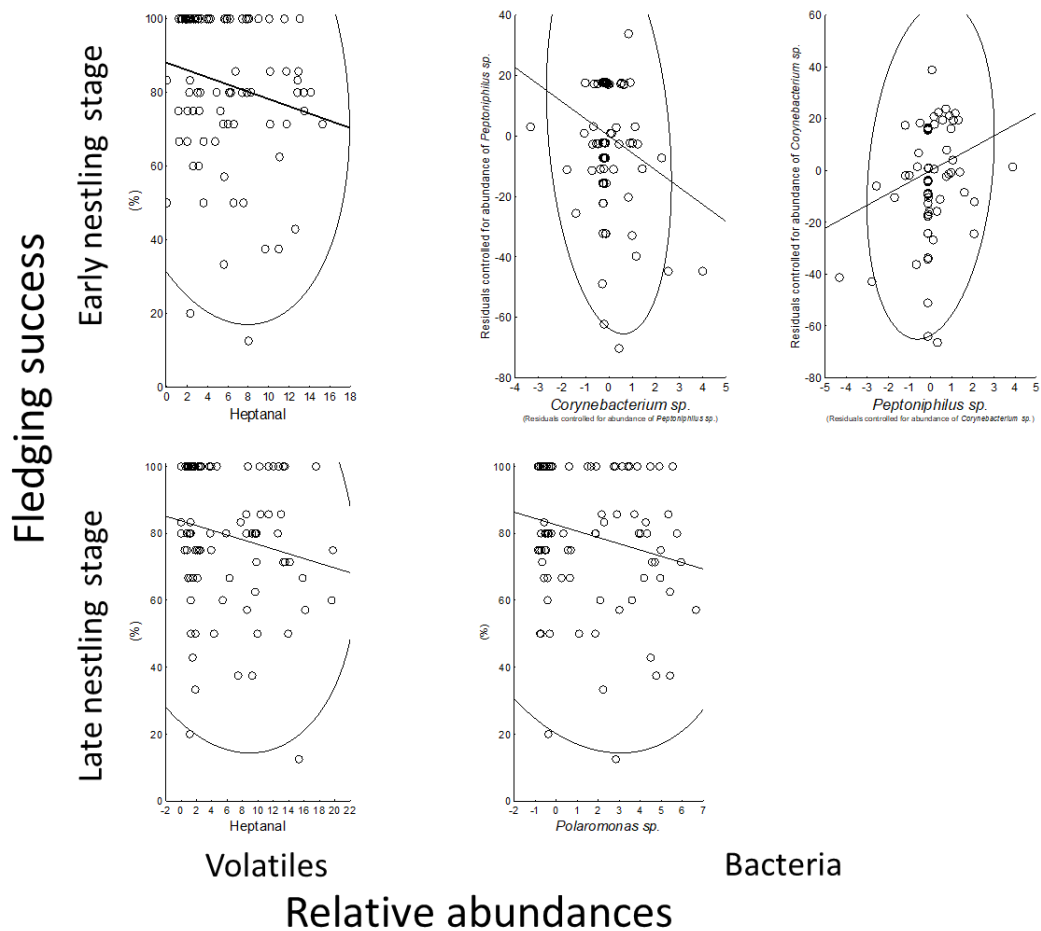 Fledging success
Early nestling stage
(%)
100
80
60
40
20
0
0 2 4 6 8 10 12 14 16 18
Heptanal
Residuals controlled for abundance of Peptoniphilus sp.
40
20
0
-20
-40
-60
-80
-4 -3 -2 -1 0 1 2 3 4 5
Corynebacterium sp.
(Residuals controlled for abundance of Peptoniphilus sp.)
Residuals controlled for abundance of Corynebacterium sp.
60
40
20
0
-20
-40
-60
-80
-5 -4 -3 -2 -1 0 1 2 3 4 5
Peptoniphilus sp.
(Residuals controlled for abundance of Corynebacterium sp.)
Late nestling stage
(%)
100
80
60
40
20
0
-2 0 2 4 6 8 10 12 14 16 18 20 22
Heptanal
(%)
100
80
60
40
20
0
-2 -1 0 1 2 3 4 5 6 7
Polaromonas sp.
Volatiles
Bacteria
Relative abundances